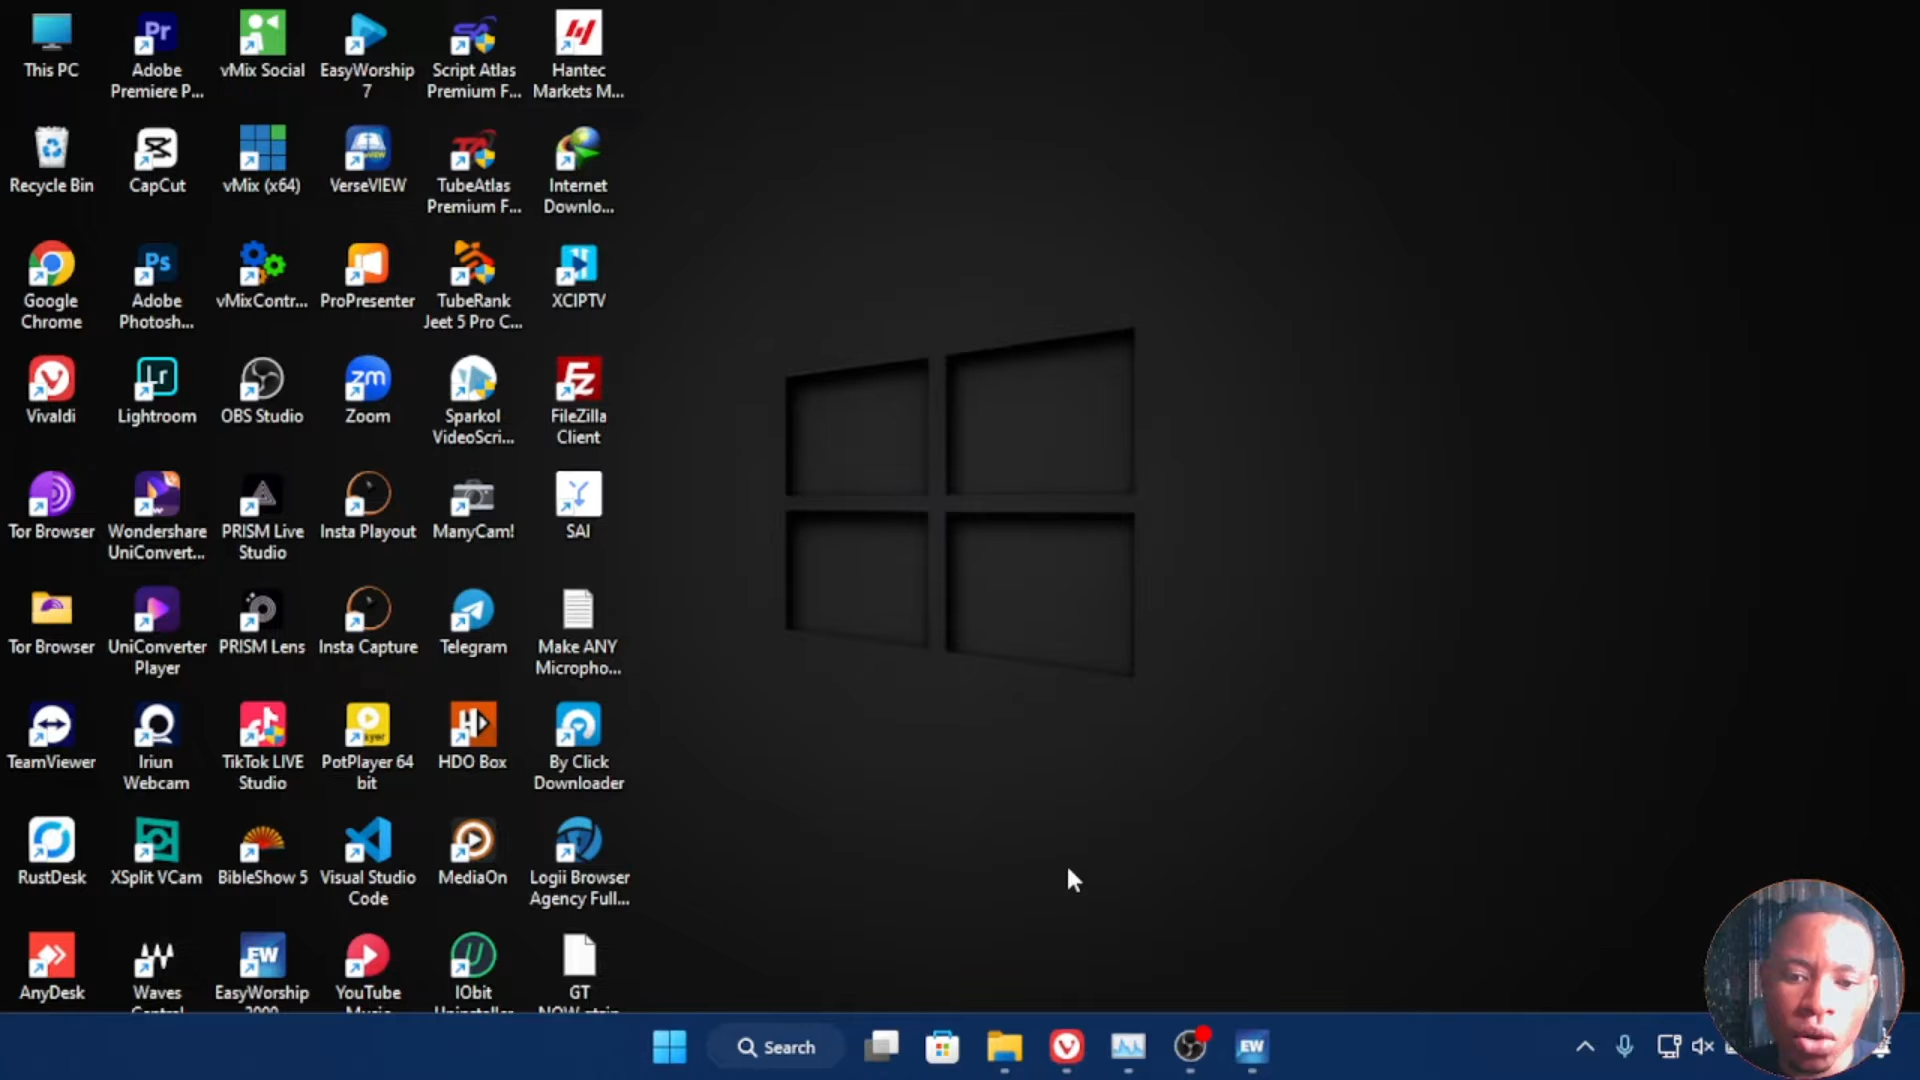 This PC
Adobe
Premiere P...
vMix Social
EasyWorship
7
Script Atlas
Premium F...
Hantec
Markets M...
Recycle Bin
CapCut
vMix (x64)
VerseVIEW
TubeAtlas
Premium F...
Internet
Downlo...
Google
Chrome
Adobe
Photosh...
vMixContr...
ProPresenter
TubeRank
Jeet 5 Pro C...
XCIPTV
Vivaldi
Lightroom
OBS Studio
Zoom
Sparkol
VideoScri...
FileZilla
Client
Tor Browser
Wondershare
UniConvert...
PRISM Live
Studio
Insta Playout
ManyCam!
SAI
Tor Browser
UniConverter
Player
PRISM Lens
Insta Capture
Telegram
Make ANY
Micropho...
TeamViewer
Iriun
Webcam
TikTok LIVE
Studio
PotPlayer 64
bit
HDO Box
By Click
Downloader
RustDesk
XSplit VCam
BibleShow 5
Visual Studio
Code
MediaOn
Logii Browser
Agency Full...
AnyDesk
Waves
EasyWorship
YouTube
IObit
GT
Search
EW